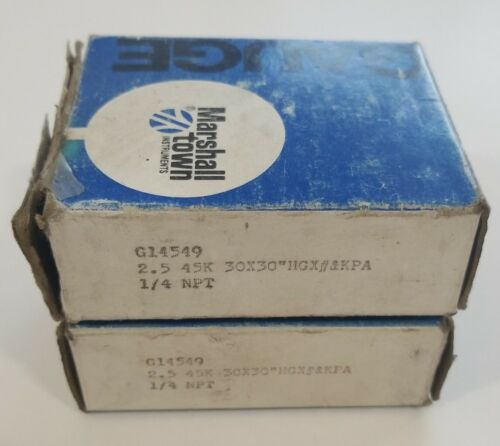 GAUGE
Marshall
town
®
INSTRUMENTS
G14549
2.5 45K 30X30"HGX#&KPA
1/4 NPT
G14549
2.5 45K 30X30"HGX#&KPA
1/4 NPT